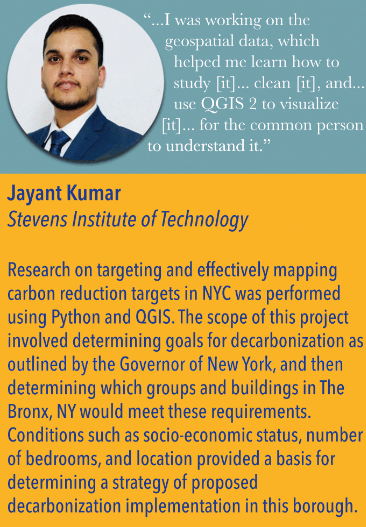 “...I was working on the
geospatial data, which
helped me learn how to
study [it]... clean [it], and...
use QGIS 2 to visualize
[it]... for the common person
to understand it.”
Jayant Kumar
Stevens Institute of Technology
Research on targeting and effectively mapping
carbon reduction targets in NYC was performed
using Python and QGIS. The scope of this project
involved determining goals for decarbonization as
outlined by the Governor of New York, and then
determining which groups and buildings in The
Bronx, NY would meet these requirements.
Conditions such as socio-economic status, number
of bedrooms, and location provided a basis for
determining a strategy of proposed
decarbonization implementation in this borough.